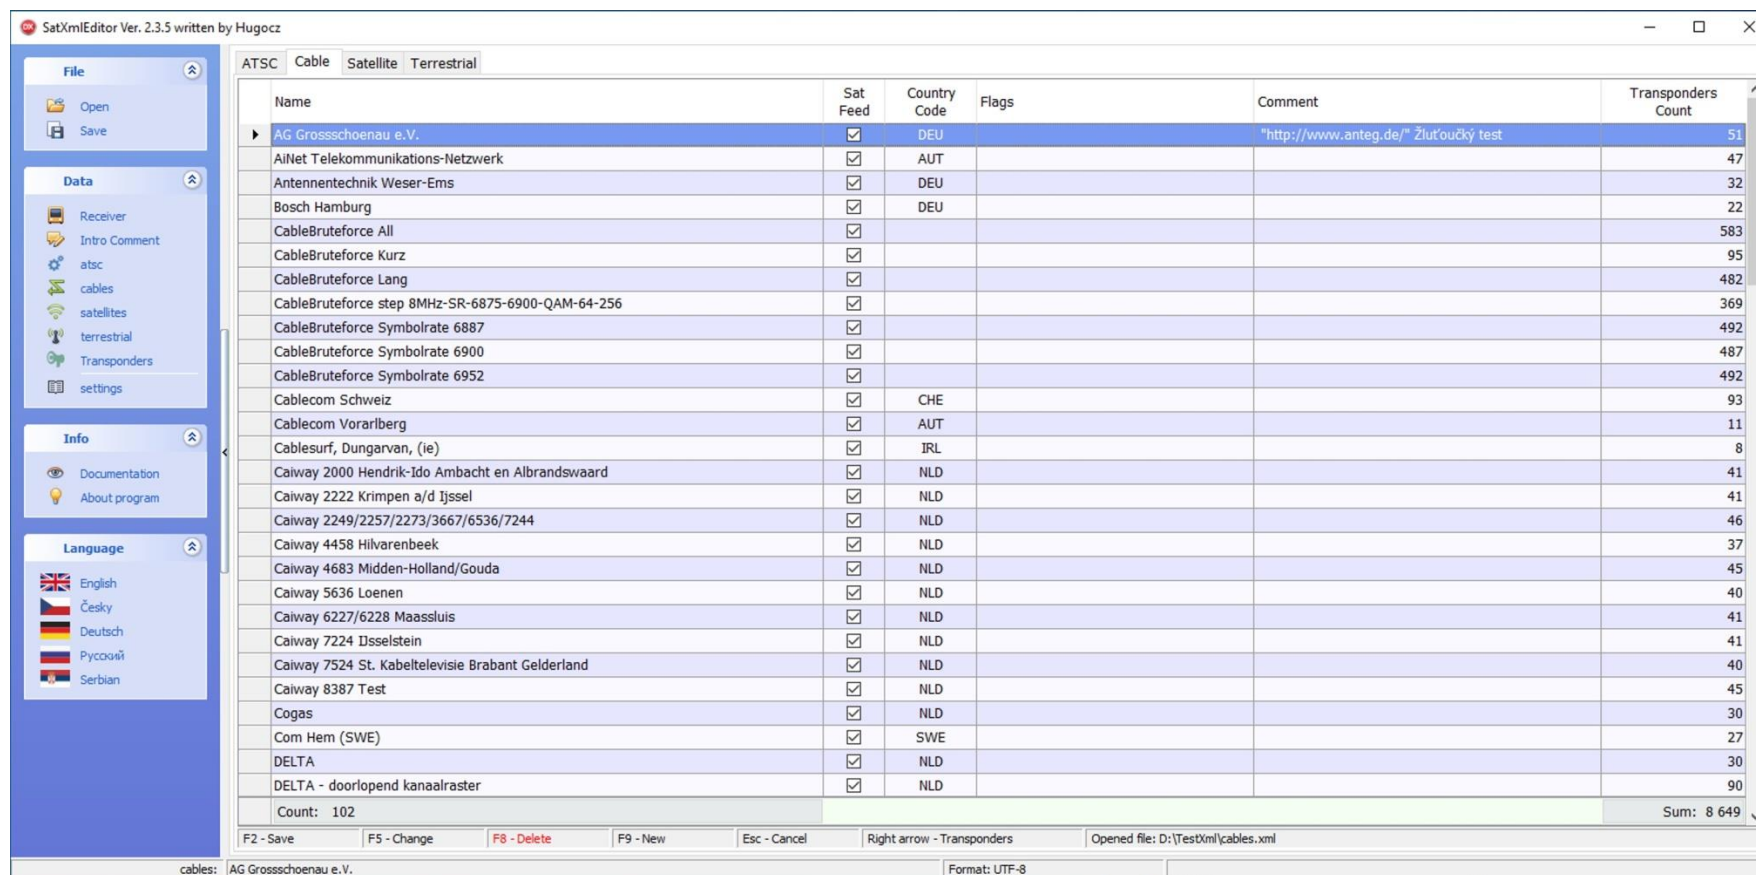 SatXmlEditor Ver. 2.3.5 written by Hugocz
File
Open
Save
Data
Receiver
Intro Comment
atsc
cables
satellites
terrestrial
Transponders
settings
Info
Documentation
About program
Language
English
Česky
Deutsch
Русский
Serbian
ATSC Cable Satellite Terrestrial
Name Sat Feed Country Code Flags Comment Transponders Count
AG Grossschoenau e.V. DEU "http://www.anteg.de/" Žluťoučký test 51
AiNet Telekommunikations-Netzwerk AUT 47
Antennentechnik Weser-Ems DEU 32
Bosch Hamburg DEU 22
CableBruteforce All 583
CableBruteforce Kurz 95
CableBruteforce Lang 482
CableBruteforce step 8MHz-SR-6875-6900-QAM-64-256 369
CableBruteforce Symbolrate 6887 492
CableBruteforce Symbolrate 6900 487
CableBruteforce Symbolrate 6952 492
Cablecom Schweiz CHE 93
Cablecom Vorarlberg AUT 11
Cablesurf, Dungarvan, (ie) IRL 8
Caiway 2000 Hendrik-Ido Ambacht en Albrandswaard NLD 41
Caiway 2222 Krimpen a/d Ijssel NLD 41
Caiway 2249/2257/2273/3667/6536/7244 NLD 46
Caiway 4458 Hilvarenbeek NLD 37
Caiway 4683 Midden-Holland/Gouda NLD 45
Caiway 5636 Loenen NLD 40
Caiway 6227/6228 Maassluis NLD 41
Caiway 7224 IJsselstein NLD 41
Caiway 7524 St. Kabeltelevisie Brabant Gelderland NLD 40
Caiway 8387 Test NLD 45
Cogas NLD 30
Com Hem (SWE) SWE 27
DELTA NLD 30
DELTA - doorlopend kanaalraster NLD 90
Count: 102 Sum: 8 649
F2 - Save F5 - Change F8 - Delete F9 - New Esc - Cancel Right arrow - Transponders Opened file: D:\TestXml\cables.xml
cables: AG Grossschoenau e.V. Format: UTF-8